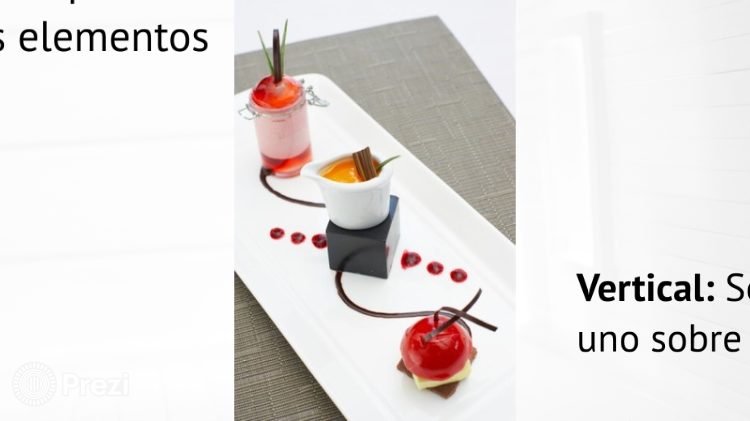 s elementos
Vertical: Se
uno sobre
Prezi